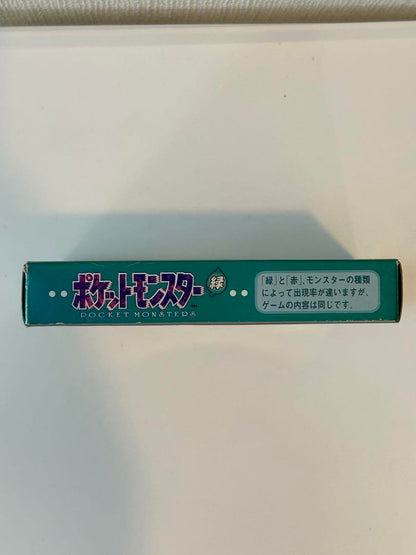 ポケットモンスター 緑
POCKET MONSTERS
「緑」と「赤」、モンスターの種類
によって出現率が違いますが、
ゲームの内容は同じです。